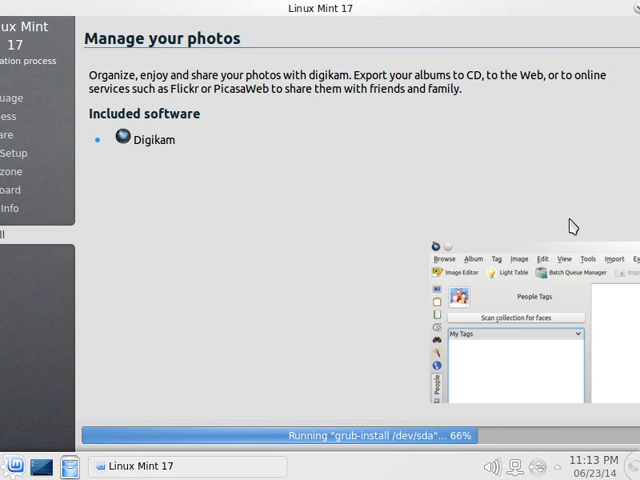 Linux Mint 17
ux Mint
17
ation process
uage
ess
are
Setup
zone
oard
Info
ll
Manage your photos
Organize, enjoy and share your photos with digikam. Export your albums to CD, to the Web, or to online
services such as Flickr or PicasaWeb to share them with friends and family.
Included software
Digikam
Browse Album Tag Image Edit View Tools Import Ex
Image Editor Light Table Batch Queue Manager
People Tags
Scan collection for faces
My Tags
People
Running "grub-install /dev/sda"... 66%
Linux Mint 17
11:13 PM
06/23/14